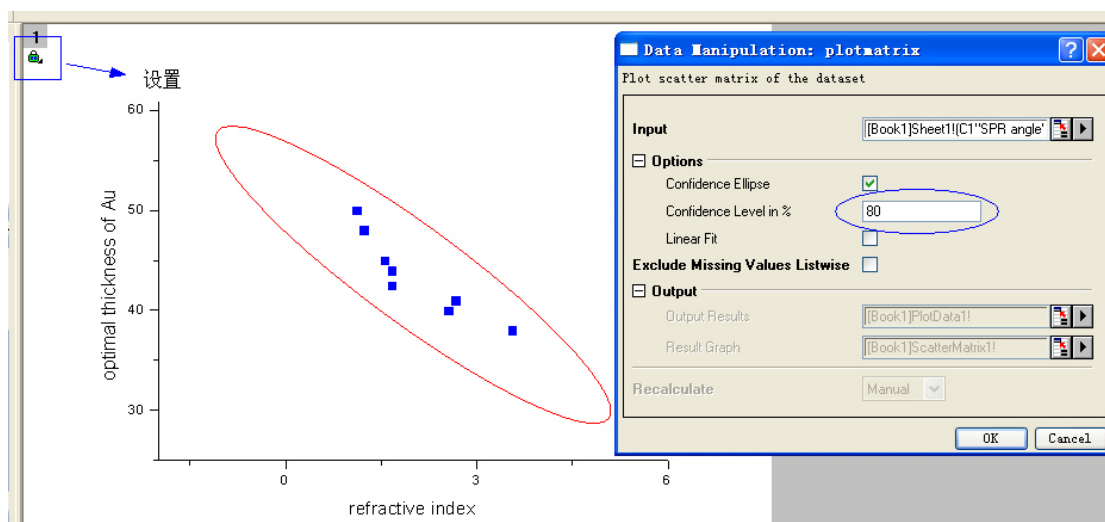 1
设置
60
50
40
30
optimal thickness of Au
0
3
6
refractive index
Data Manipulation: plotmatrix
Plot scatter matrix of the dataset
Input
[Book1]Sheet1!(C1"SPR angle"
Options
Confidence Ellipse
Confidence Level in %
80
Linear Fit
Exclude Missing Values Listwise
Output
Output Results
[Book1]PlotData1!
Result Graph
[Book1]ScatterMatrix1!
Recalculate
Manual
OK
Cancel